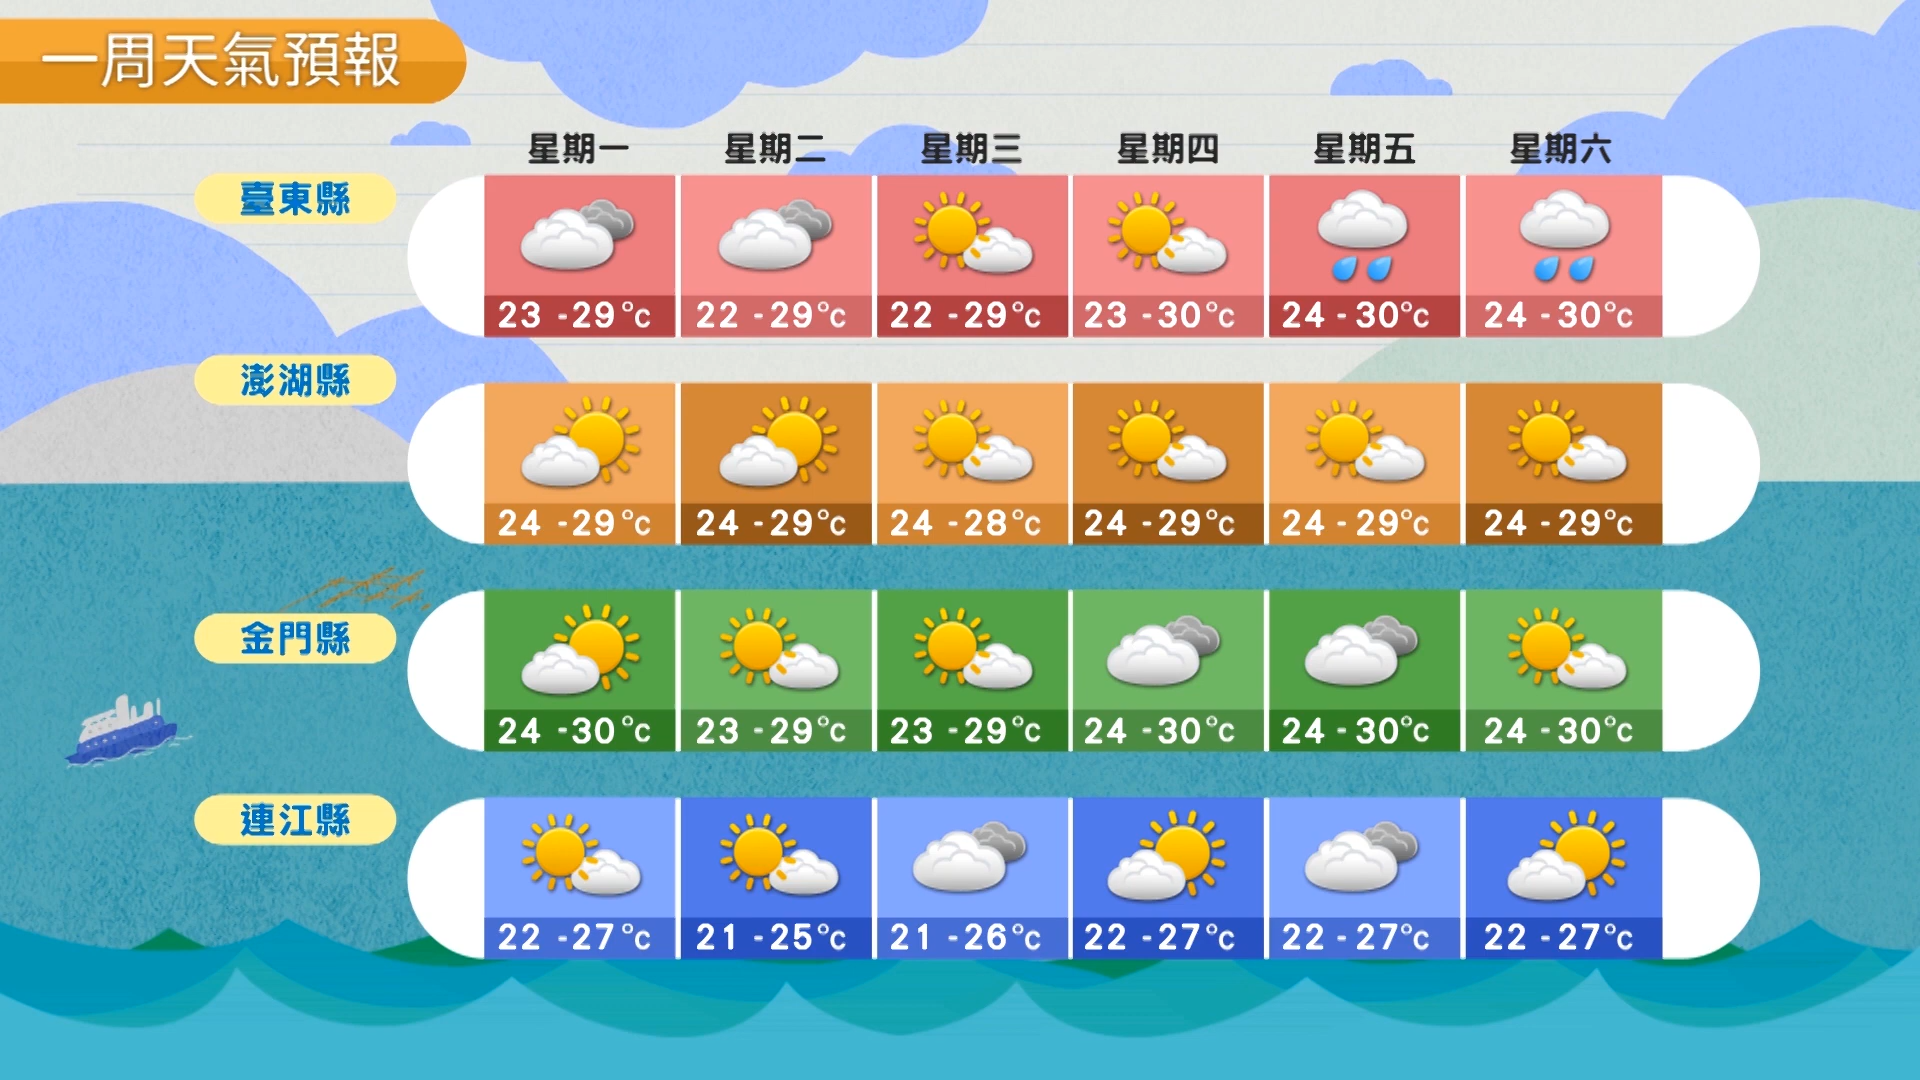 一周天氣預報
星期一 星期二 星期三 星期四 星期五 星期六
臺東縣
23 -29℃ 22 -29℃ 22 -29℃ 23 -30℃ 24 - 30℃ 24 - 30℃
澎湖縣
24 -29℃ 24 -29℃ 24 -28℃ 24 -29℃ 24 - 29℃ 24 - 29℃
金門縣
24 -30℃ 23 -29℃ 23 -29℃ 24 -30℃ 24 - 30℃ 24 - 30℃
連江縣
22 -27℃ 21 -25℃ 21 -26℃ 22 -27℃ 22 - 27℃ 22 - 27℃